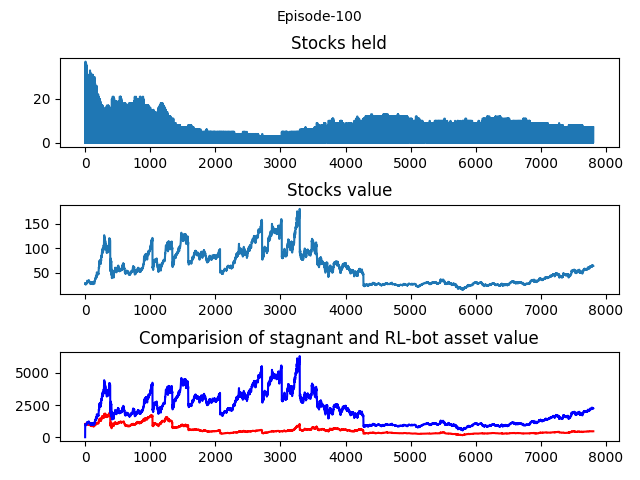 Episode-100
Stocks held
20
0
0 1000 2000 3000 4000 5000 6000 7000 8000
Stocks value
150
100
50
0 1000 2000 3000 4000 5000 6000 7000 8000
Comparision of stagnant and RL-bot asset value
5000
2500
0
0 1000 2000 3000 4000 5000 6000 7000 8000